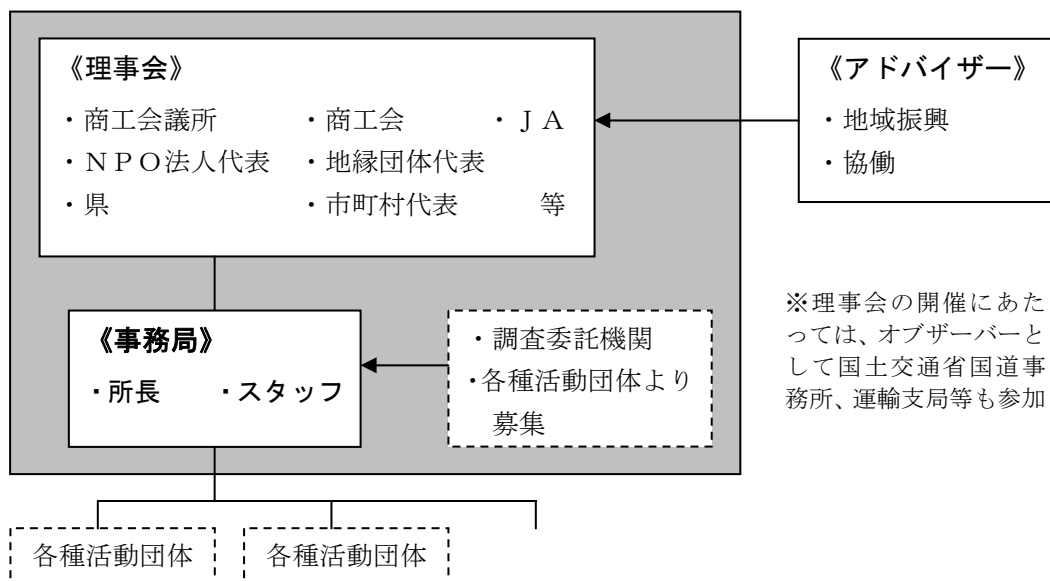 《理事会》
・商工会議所 ・商工会 ・ＪＡ
・ＮＰＯ法人代表 ・地縁団体代表
・県 ・市町村代表 等
《アドバイザー》
・地域振興
・協働
※理事会の開催にあた
っては、オブザーバーと
して国土交通省国道事
務所、運輸支局等も参加
《事務局》
・所長 ・スタッフ
・調査委託機関
・各種活動団体より
募集
各種活動団体 各種活動団体